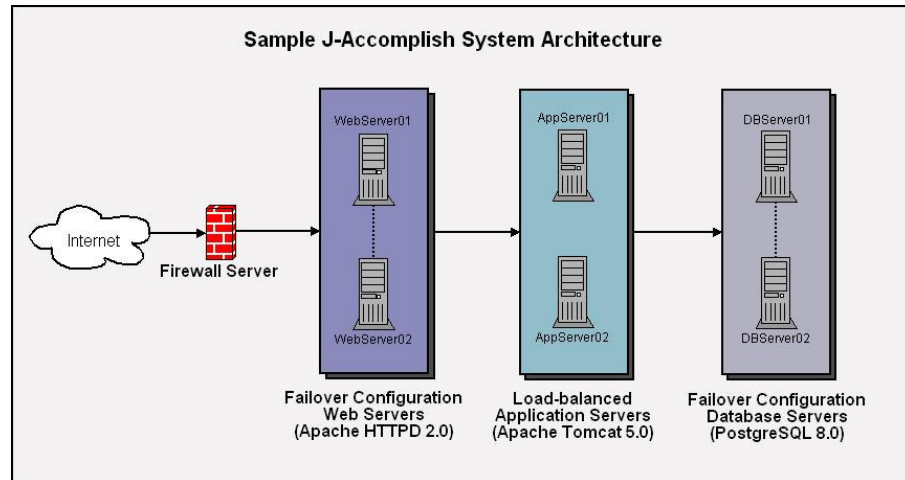 Sample J-Accomplish System Architecture
WebServer01
AppServer01
DBServer01
Internet
Firewall Server
WebServer02
AppServer02
DBServer02
Failover Configuration
Web Servers
(Apache HTTPD 2.0)
Load-balanced
Application Servers
(Apache Tomcat 5.0)
Failover Configuration
Database Servers
(PostgreSQL 8.0)